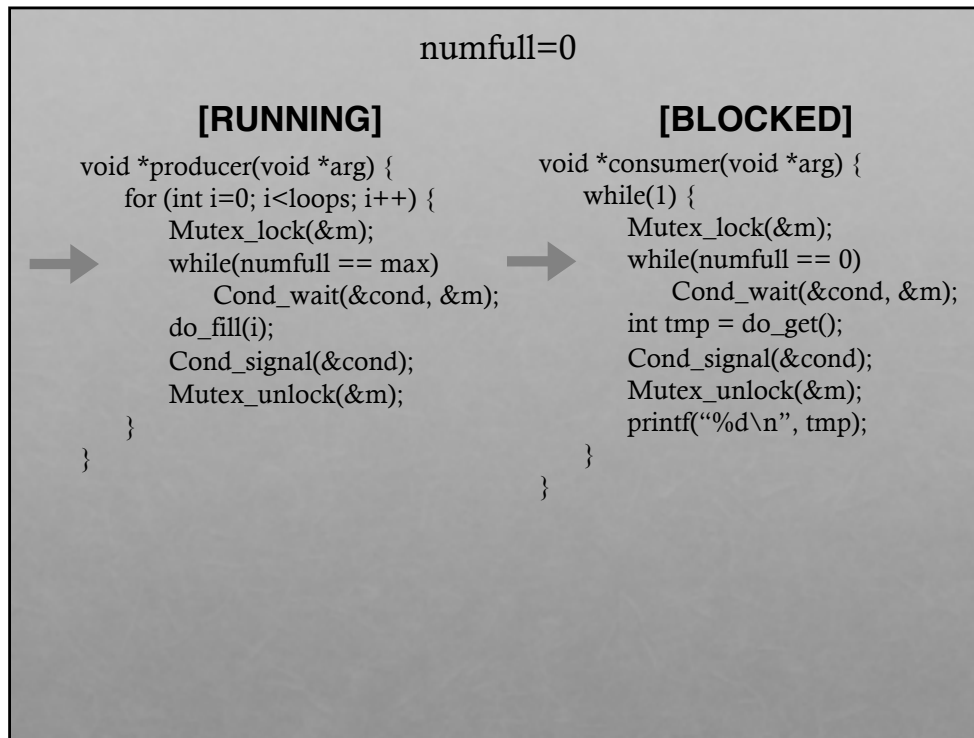 numfull=0
[RUNNING]
void *producer(void *arg) {
for (int i=0; i<loops; i++) {
Mutex_lock(&m);
while(numfull == max)
Cond_wait(&cond, &m);
do_fill(i);
Cond_signal(&cond);
Mutex_unlock(&m);
}
}
[BLOCKED]
void *consumer(void *arg) {
while(1) {
Mutex_lock(&m);
while(numfull == 0)
Cond_wait(&cond, &m);
int tmp = do_get();
Cond_signal(&cond);
Mutex_unlock(&m);
printf(“%d\n”, tmp);
}
}